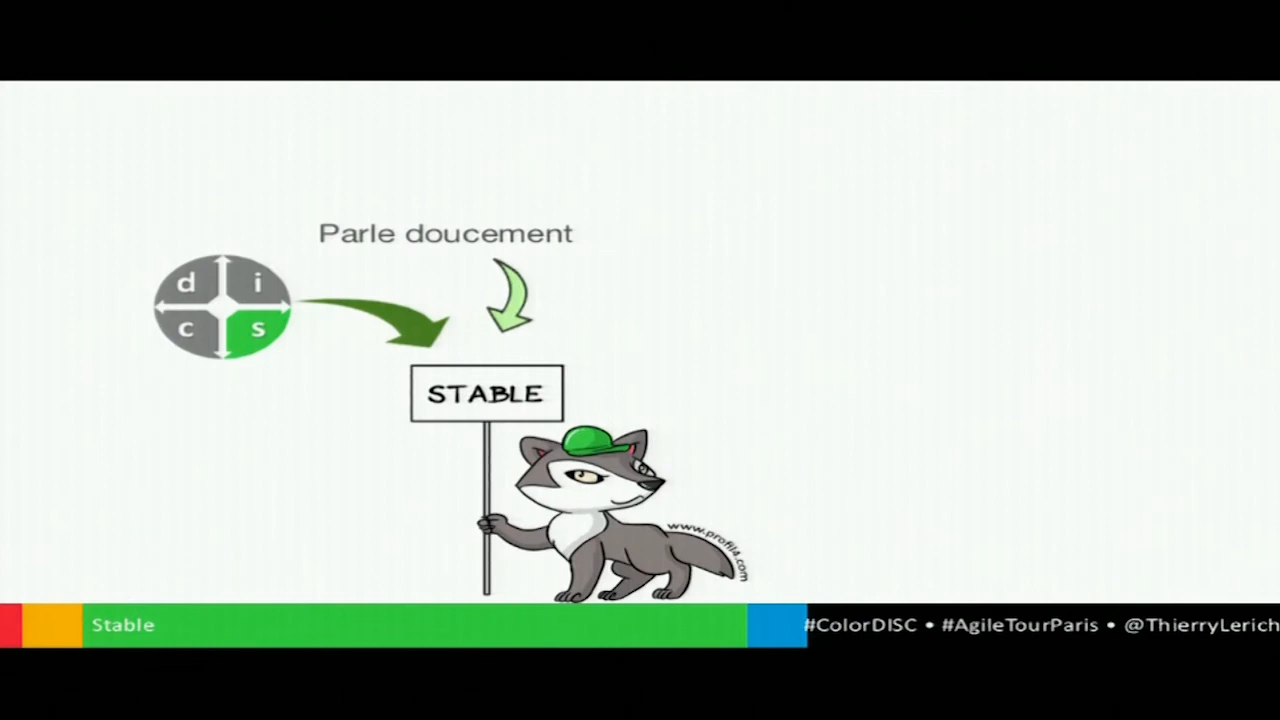 Parle doucement
d i
c s
STABLE
www.profil4.com
Stable
#ColorDISC • #AgileTourParis • @ThierryLerich